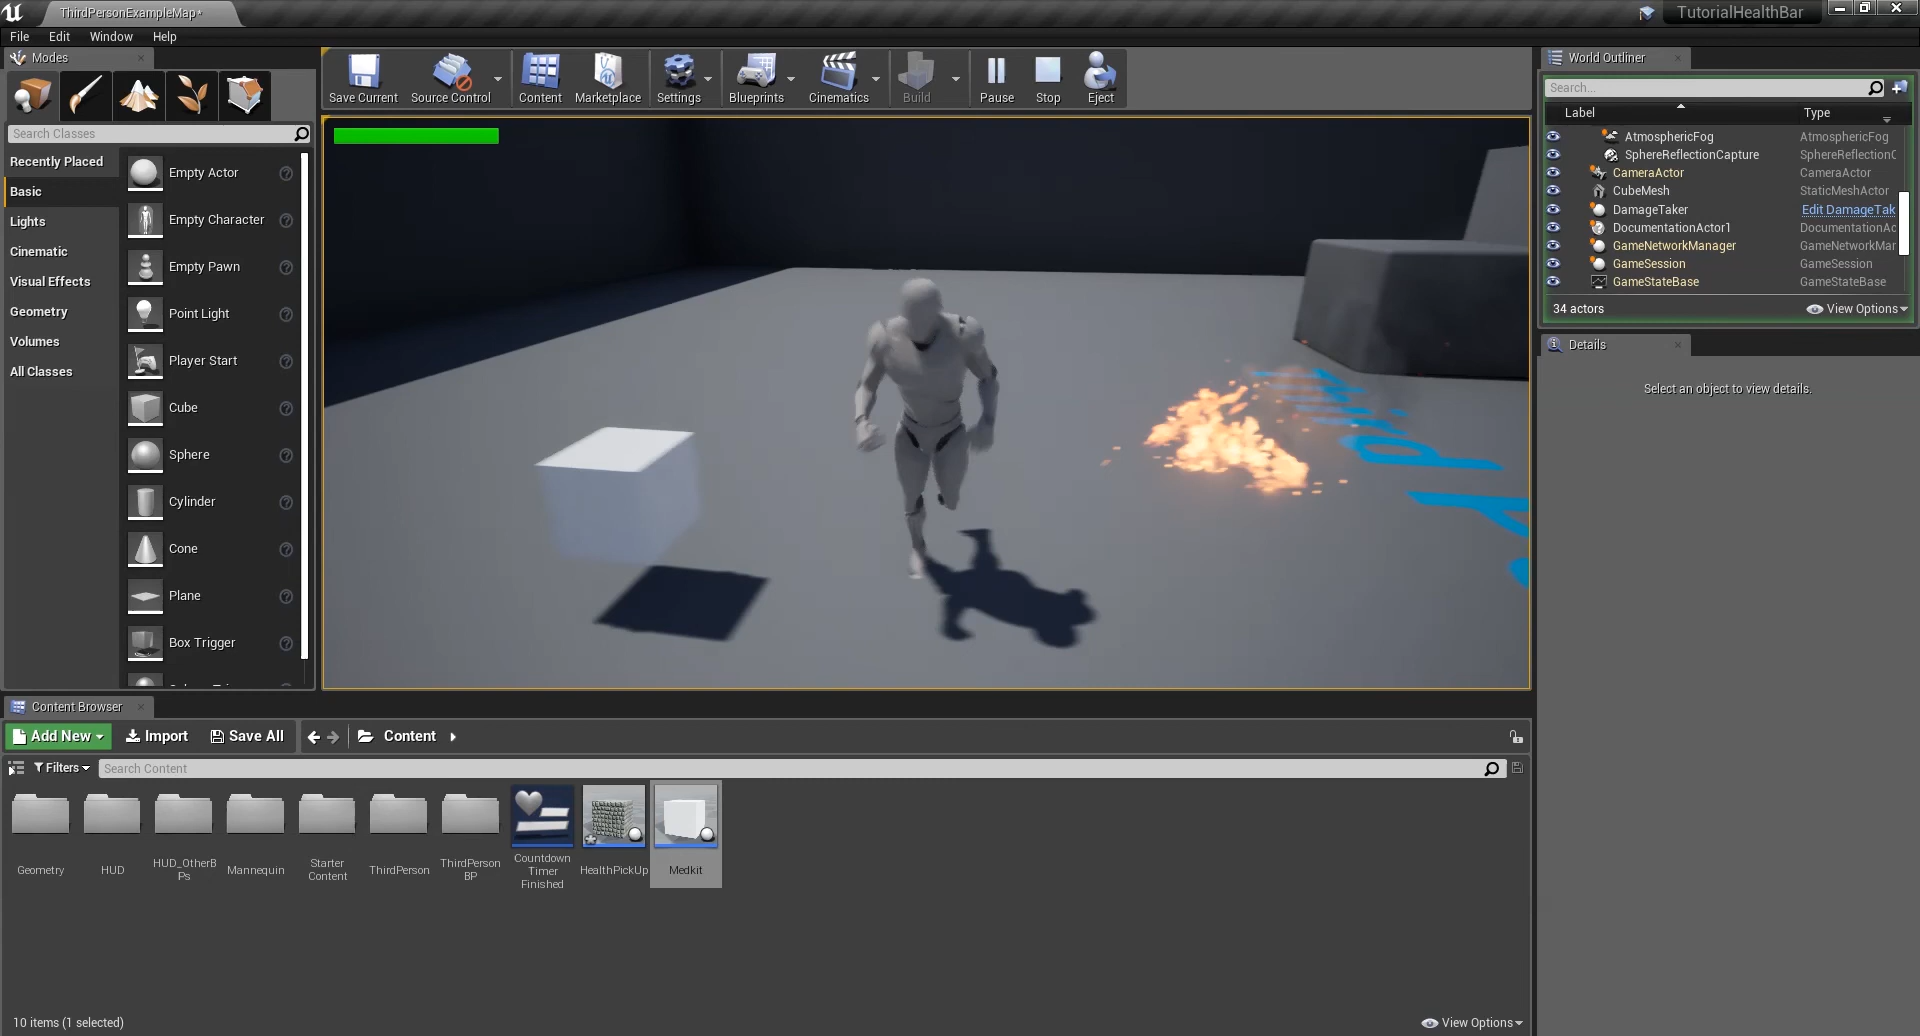 ThirdPersonExampleMap*
TutorialHealthBar
File Edit Window Help
Modes
Search Classes
Recently Placed
Basic
Lights
Cinematic
Visual Effects
Geometry
Volumes
All Classes
Empty Actor
Empty Character
Empty Pawn
Point Light
Player Start
Cube
Sphere
Cylinder
Cone
Plane
Box Trigger
Save Current Source Control Content Marketplace Settings Blueprints Cinematics Build Pause Stop Eject
World Outliner
Search...
Label Type
AtmosphericFog AtmosphericFog
SphereReflectionCapture SphereReflectionC
CameraActor CameraActor
CubeMesh StaticMeshActor
DamageTaker Edit DamageTak
DocumentationActor1 DocumentationAc
GameNetworkManager GameNetworkMar
GameSession GameSession
GameStateBase GameStateBase
34 actors View Options
Details
Select an object to view details.
Content Browser
Add New Import Save All Content
Filters Search Content
Geometry
HUD
HUD_OtherB
Ps
Mannequin
Starter
Content
ThirdPerson
ThirdPerson
BP
Countdown
Timer
Finished
HealthPickUp
Medkit
10 items (1 selected) View Options